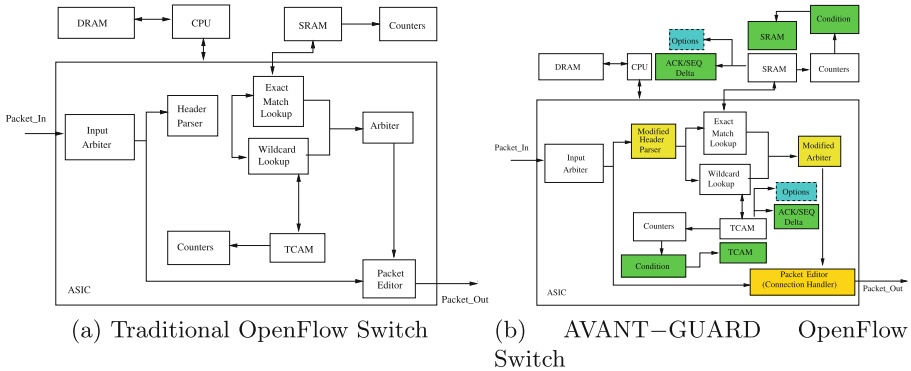 DRAM
CPU
SRAM
Counters
Packet_In
Input
Arbiter
Header
Parser
Exact
Match
Lookup
Wildcard
Lookup
Arbiter
Counters
TCAM
Packet
Editor
ASIC
Packet_Out
(a) Traditional OpenFlow Switch
Condition
SRAM
Options
DRAM
CPU
ACK/SEQ
Delta
SRAM
Counters
Packet_In
Input
Arbiter
Modified
Header
Parser
Exact
Match
Lookup
Wildcard
Lookup
Modified
Arbiter
Options
ACK/SEQ
Delta
Counters
TCAM
Condition
TCAM
Packet Editor
(Connection Handler)
ASIC
Packet_Out
(b) AVANT−GUARD OpenFlow
Switch